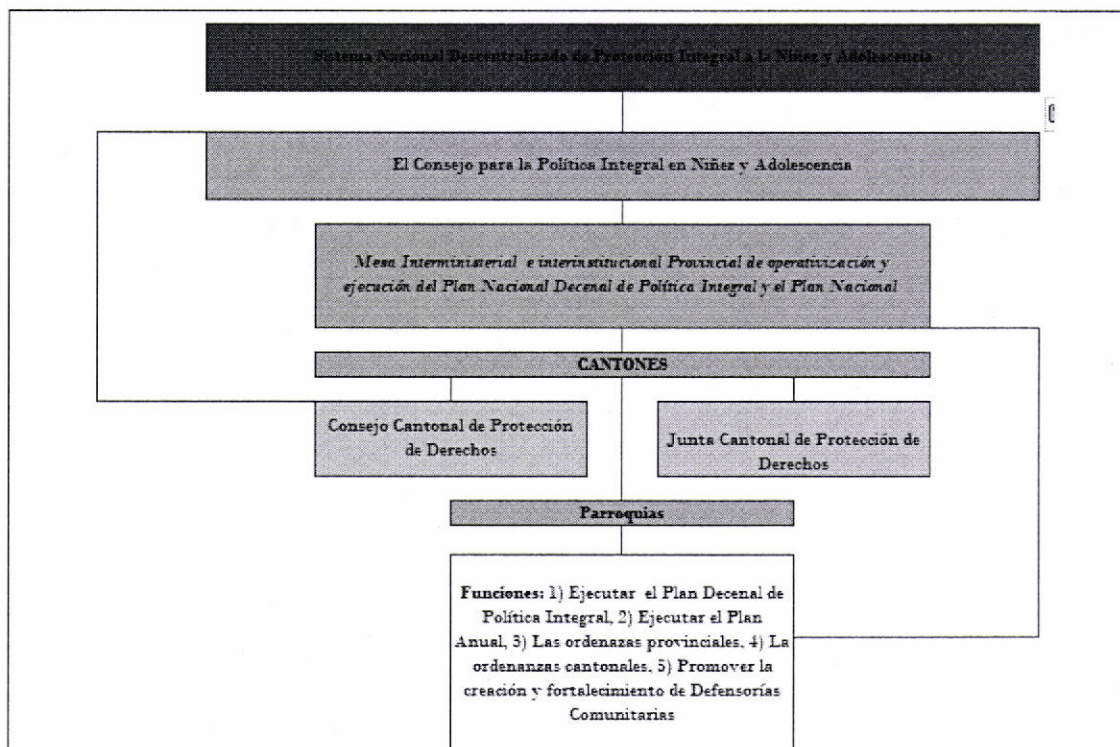 Sistema Nacional Descentralizado de Protección Integral a la Niñez y Adolescencia
El Consejo para la Política Integral en Niñez y Adolescencia
Mesa Interministerial e interinstitucional Provincial de operativización y
ejecución del Plan Nacional Decenal de Política Integral y el Plan Nacional
CANTONES
Consejo Cantonal de Protección
de Derechos
Junta Cantonal de Protección de
Derechos
Parroquias
Funciones: 1) Ejecutar el Plan Decenal de
Política Integral, 2) Ejecutar el Plan
Anual, 3) Las ordenazas provinciales, 4) La
ordenanzas cantonales, 5) Promover la
creación y fortalecimiento de Defensorías
Comunitarias